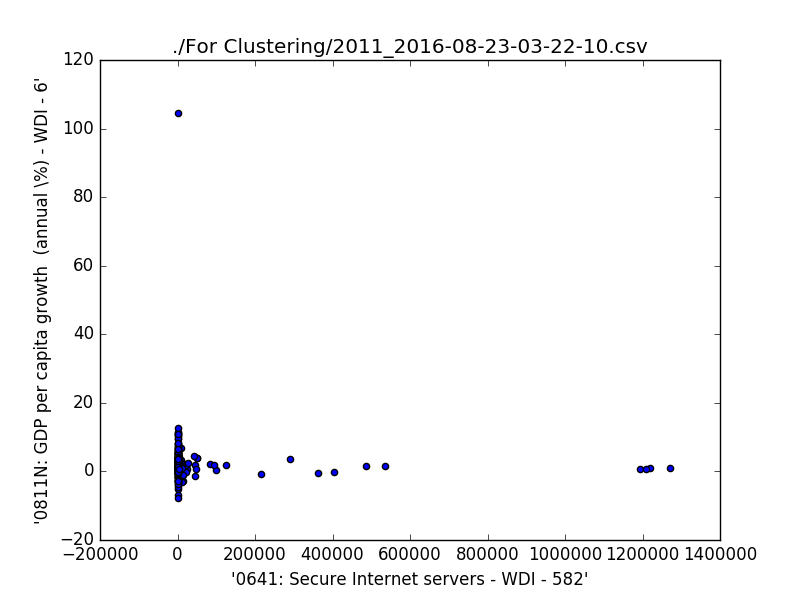 ./For Clustering/2011_2016-08-23-03-22-10.csv
120
100
80
60
40
20
0
−20
'0811N: GDP per capita growth  (annual \%) - WDI - 6'
−200000 0 200000 400000 600000 800000 1000000 1200000 1400000
'0641: Secure Internet servers - WDI - 582'